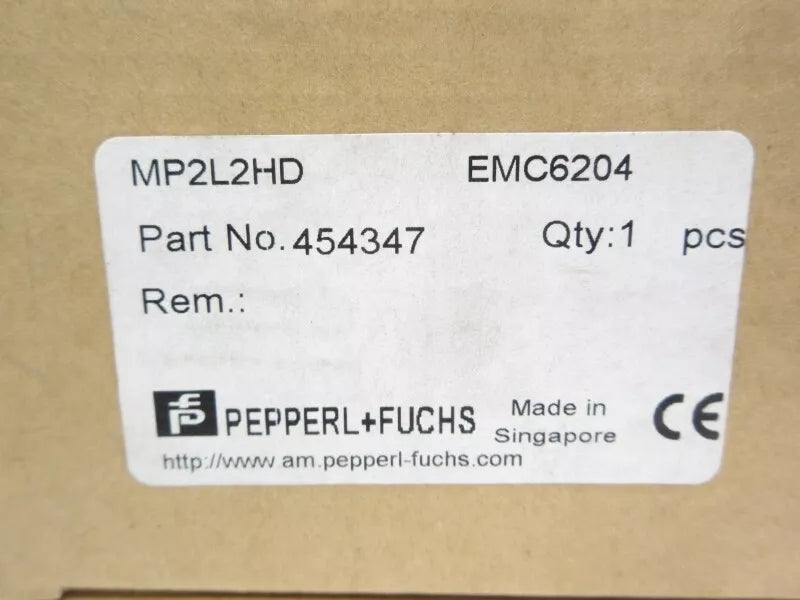 MP2L2HD EMC6204
Part No. 454347 Qty:1 pcs
Rem.:
PEPPERL+FUCHS Made in
Singapore CE
http://www am.pepperl-fuchs.com